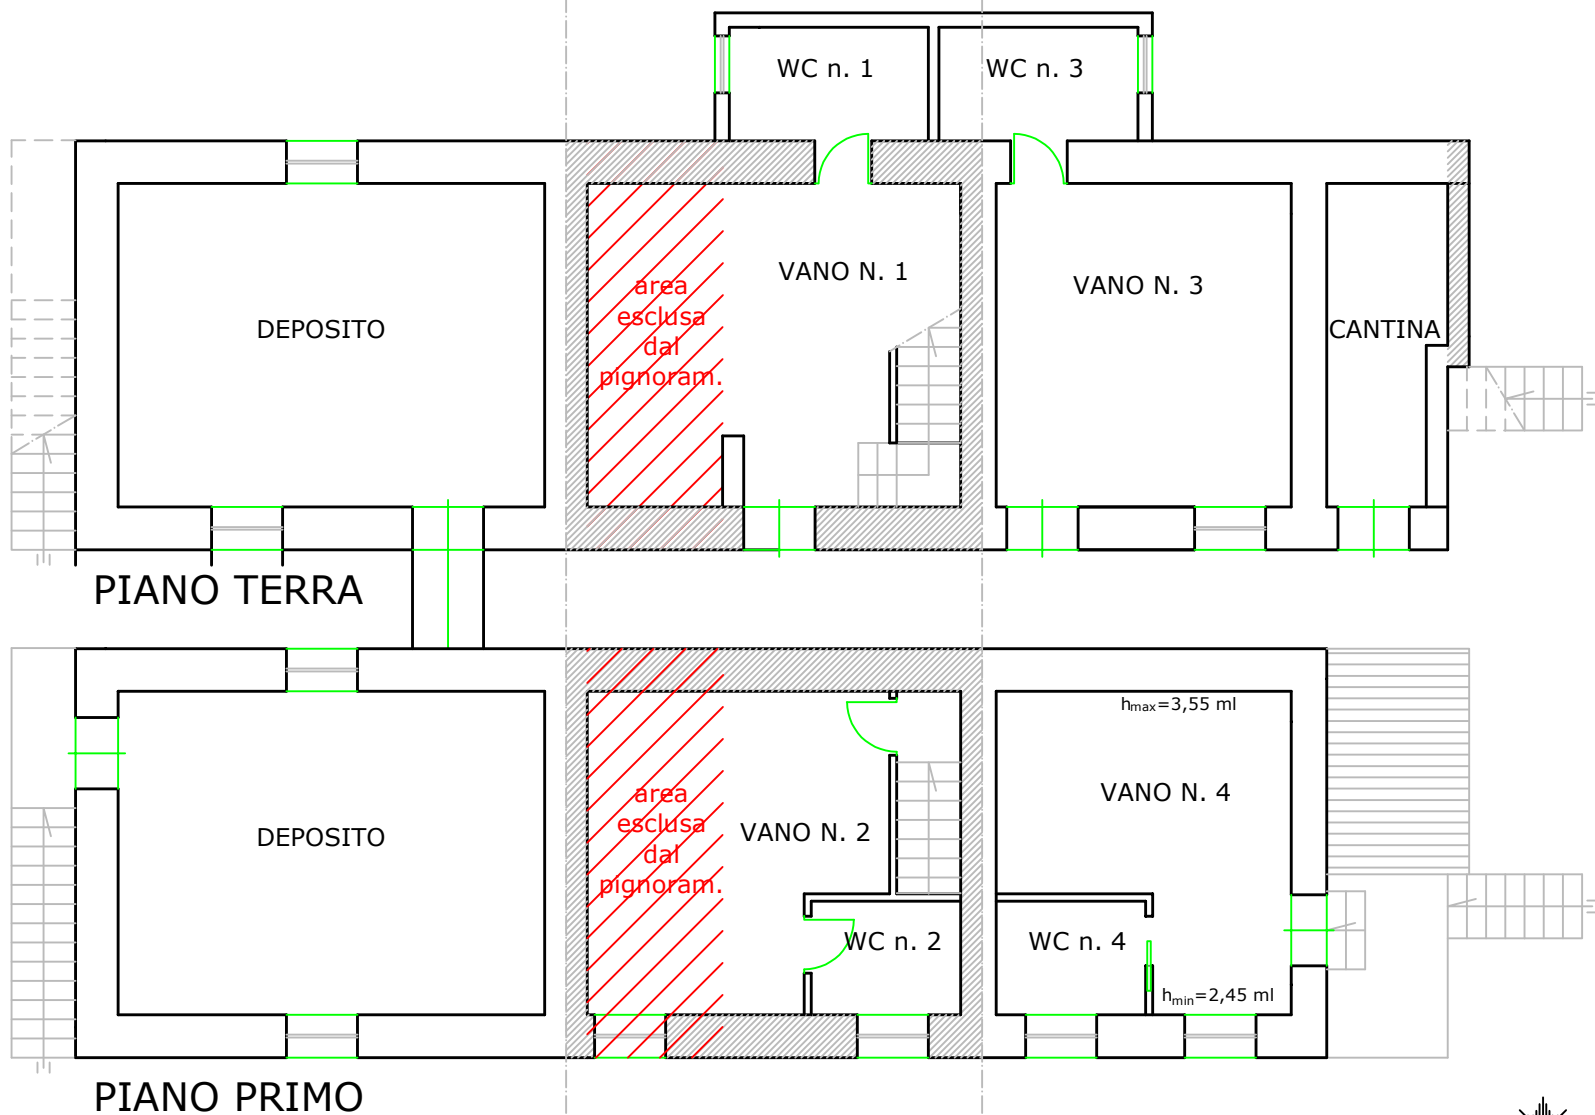 WC n. 1
WC n. 3
DEPOSITO
area
esclusa
dal
pignoram.
VANO N. 1
VANO N. 3
CANTINA
PIANO TERRA
DEPOSITO
area
esclusa
dal
pignoram.
VANO N. 2
WC n. 2
hmax=3,55 ml
VANO N. 4
WC n. 4
hmin=2,45 ml
PIANO PRIMO